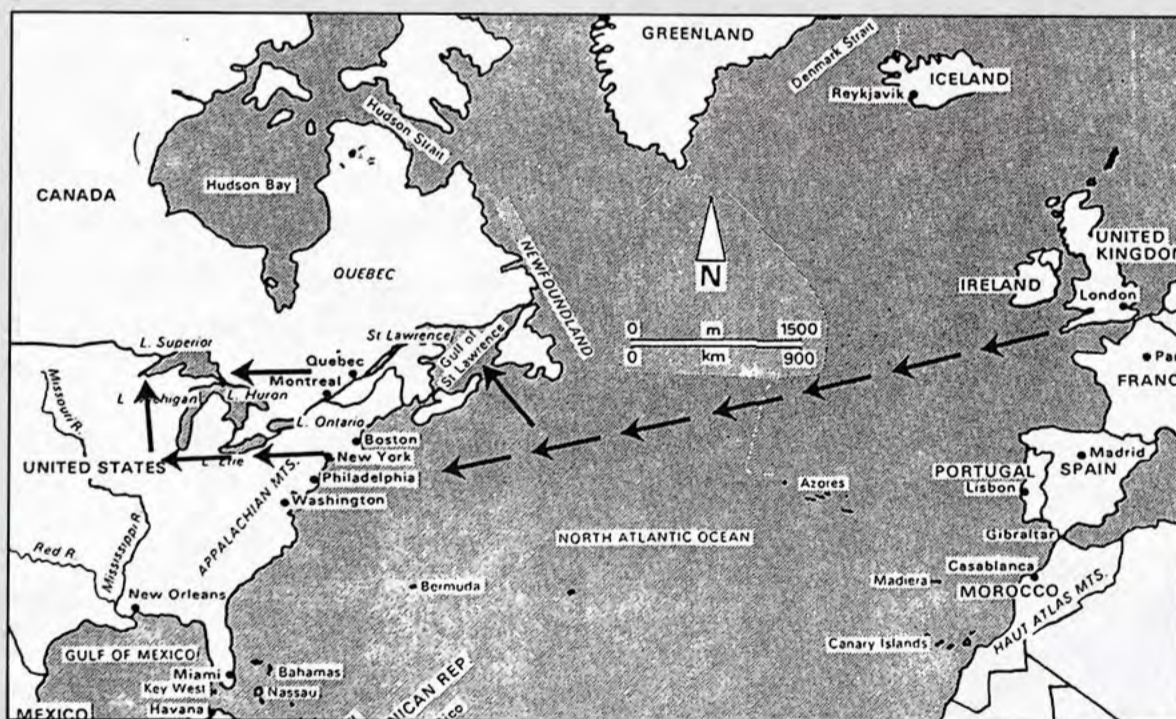 GREENLAND
Denmark Strait
ICELAND
Reykjavik
Hudson Strait
Hudson Bay
CANADA
NEWFOUNDLAND
N
UNITED
KINGDOM
IRELAND
London
QUEBEC
0 m 1500
0 km 900
St Lawrence
Gulf of
St Lawrence
L. Superior
Quebec
Montreal
Missouri R.
L. Huron
L. Ontario
Boston
New York
UNITED STATES
Philadelphia
Washington
APPALACHIAN MTS.
FRANC
Madrid
PORTUGAL
SPAIN
Lisbon
Azores
Gibraltar
NORTH ATLANTIC OCEAN
Casablanca
MOROCCO
HAUT ATLAS MTS.
Madiera
Bermuda
Red R.
Mississippi R.
New Orleans
Canary Islands
GULF OF MEXICO
Miami
Bahamas
Key West
Nassau
Havana
MEXICO
NICAN REP.